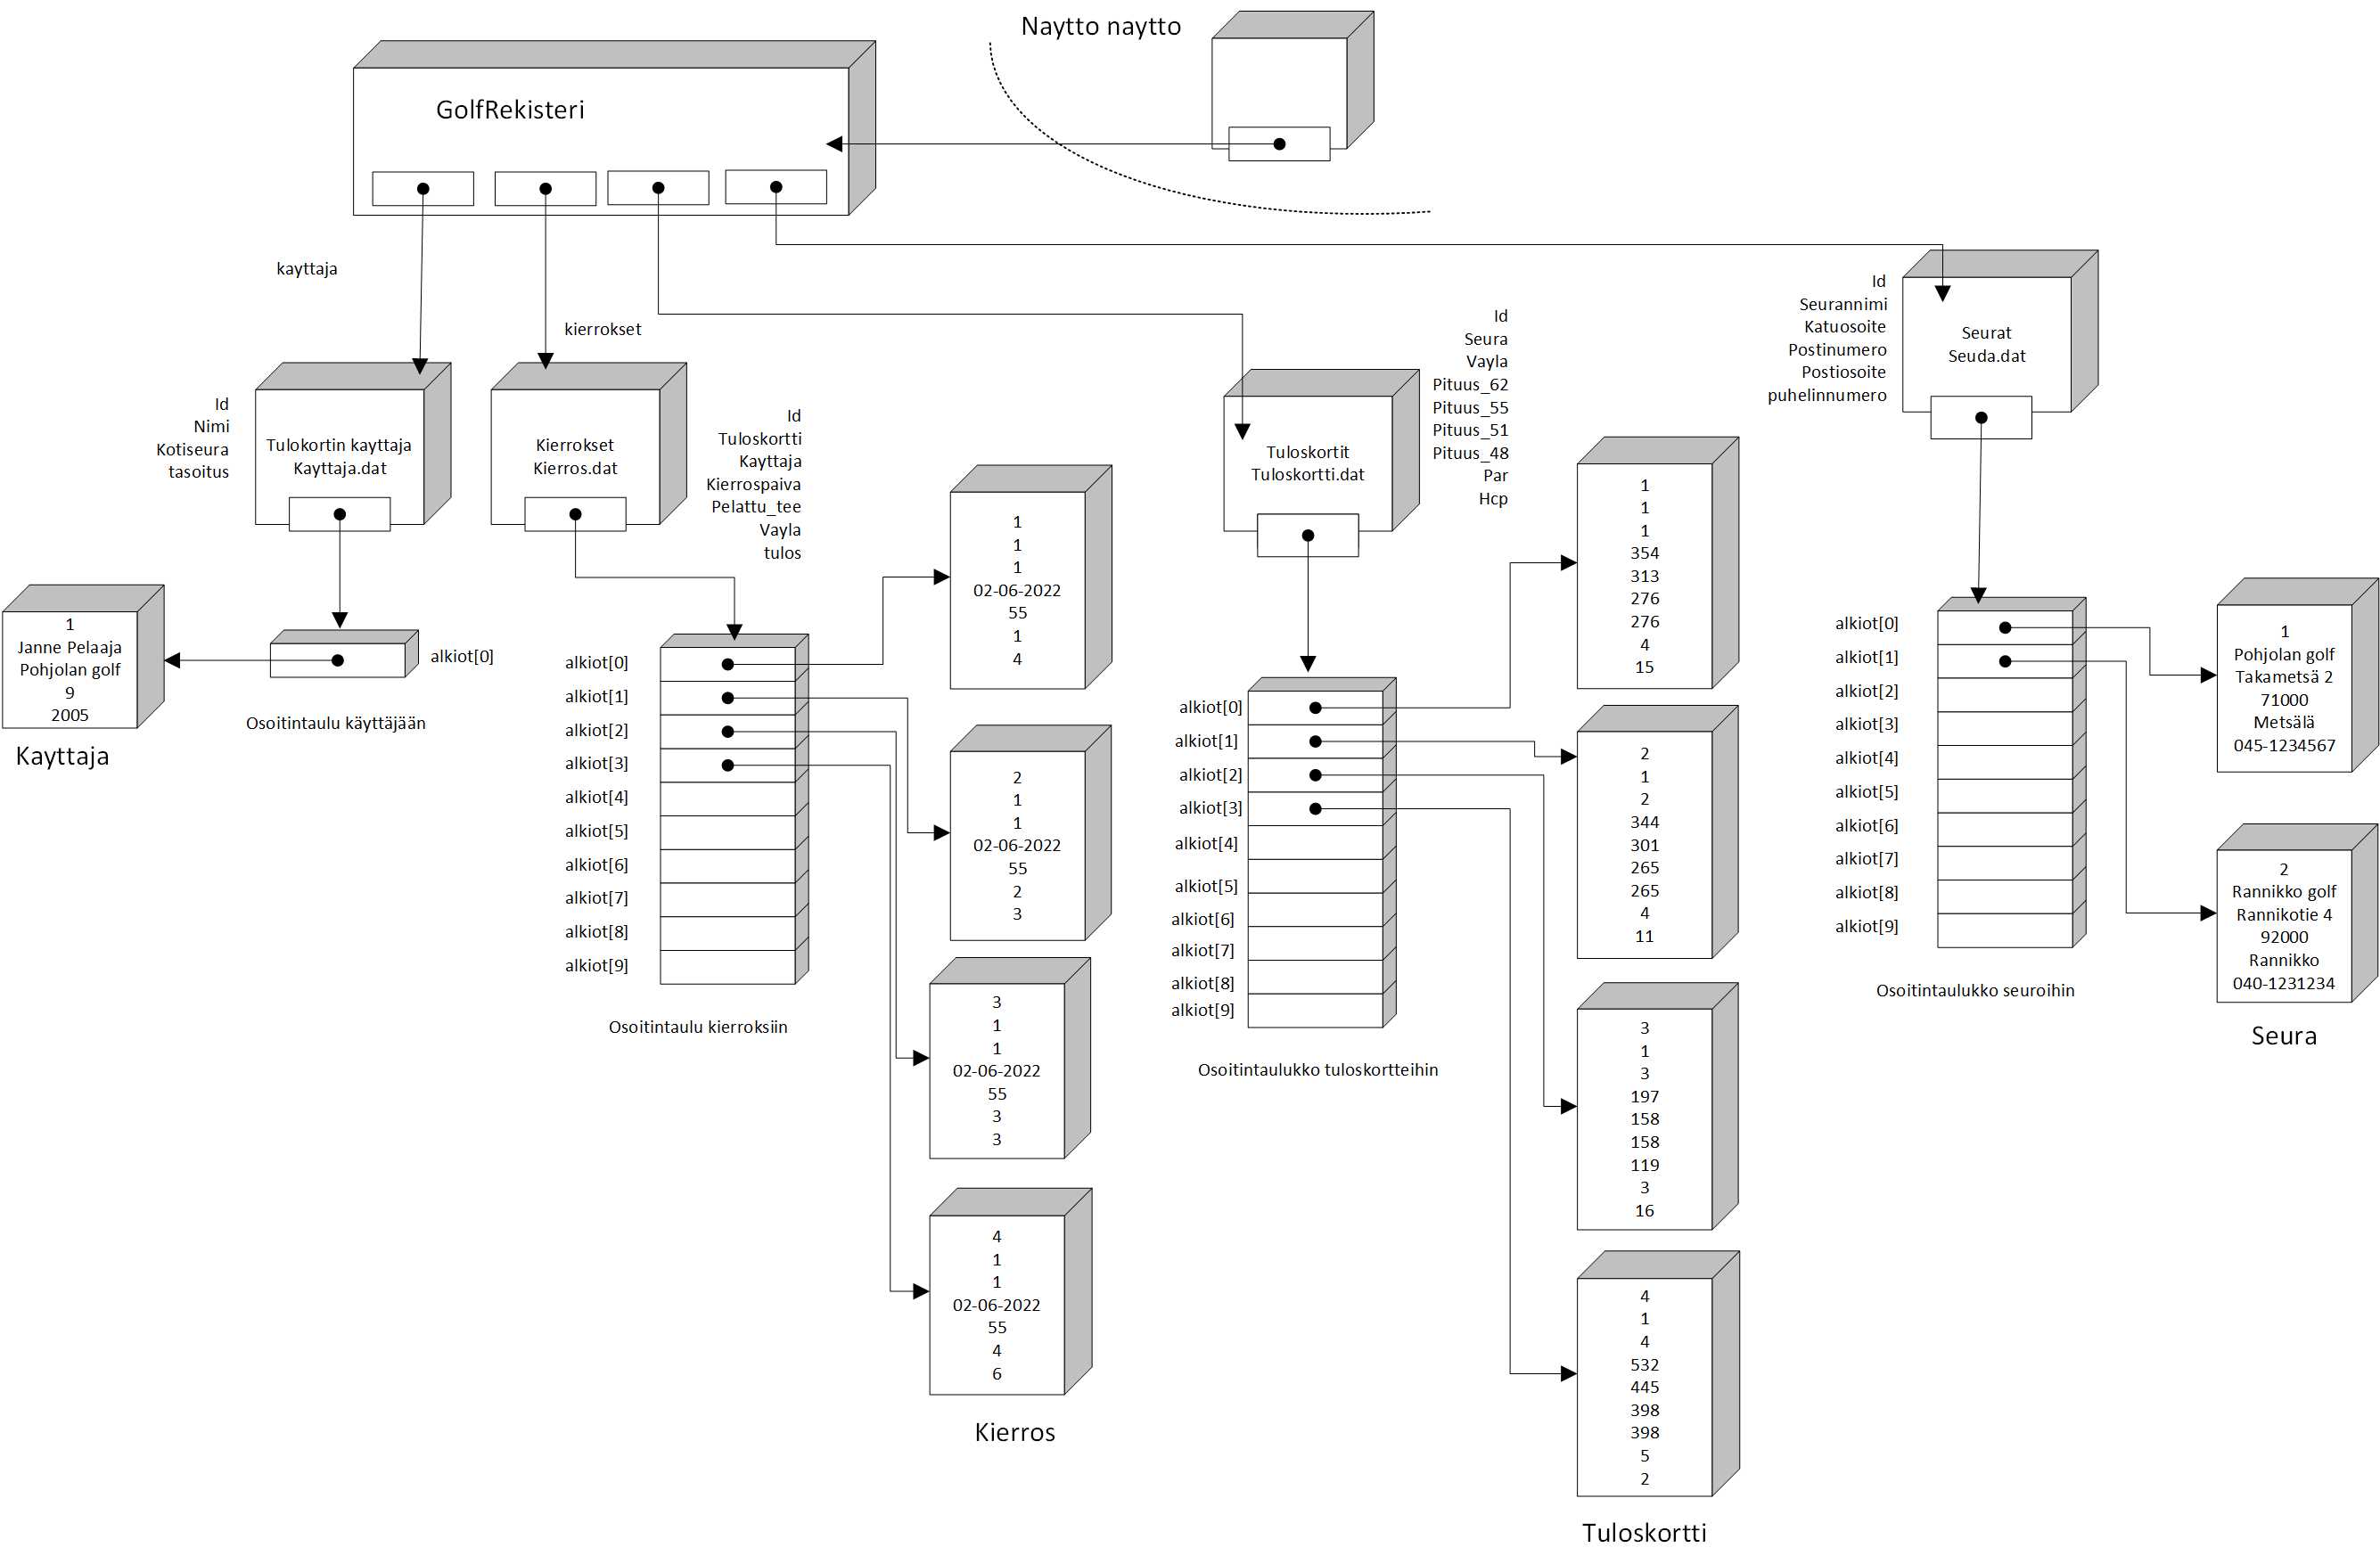 Naytto naytto
GolfRekisteri
kayttaja
kierrokset
Id
Nimi
Kotiseura
tasoitus
Tulokortin kayttaja
Kayttaja.dat
Kierrokset
Kierros.dat
Id
Tuloskortti
Kayttaja
Kierrospaiva
Pelattu_tee
Vayla
tulos
Tuloskortit
Tuloskortti.dat
Id
Seura
Vayla
Pituus_62
Pituus_55
Pituus_51
Pituus_48
Par
Hcp
Id
Seurannimi
Katuosoite
Postinumero
Postiosoite
puhelinnumero
Seurat
Seuda.dat
1
Janne Pelaaja
Pohjolan golf
9
2005
Kayttaja
alkiot[0]
Osoitintaulu käyttäjään
alkiot[0]
alkiot[1]
alkiot[2]
alkiot[3]
alkiot[4]
alkiot[5]
alkiot[6]
alkiot[7]
alkiot[8]
alkiot[9]
Osoitintaulu kierroksiin
1
1
1
02-06-2022
55
1
4
2
1
1
02-06-2022
55
2
3
3
1
1
02-06-2022
55
3
3
4
1
1
02-06-2022
55
4
6
Kierros
alkiot[0]
alkiot[1]
alkiot[2]
alkiot[3]
alkiot[4]
alkiot[5]
alkiot[6]
alkiot[7]
alkiot[8]
alkiot[9]
Osoitintaulukko tuloskortteihin
1
1
1
354
313
276
276
4
15
2
1
2
344
301
265
265
4
11
3
1
3
197
158
158
119
3
16
4
1
4
532
445
398
398
5
2
Tuloskortti
alkiot[0]
alkiot[1]
alkiot[2]
alkiot[3]
alkiot[4]
alkiot[5]
alkiot[6]
alkiot[7]
alkiot[8]
alkiot[9]
Osoitintaulukko seuroihin
1
Pohjolan golf
Takametsä 2
71000
Metsälä
045-1234567
2
Rannikko golf
Rannikotie 4
92000
Rannikko
040-1231234
Seura